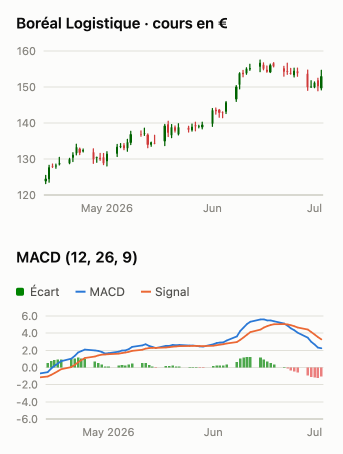 Boréal Logistique · cours en €
160
150
140
130
120
May 2026 Jun Jul
MACD (12, 26, 9)
Écart MACD Signal
6.0
4.0
2.0
0.0
−2.0
−4.0
−6.0
May 2026 Jun Jul